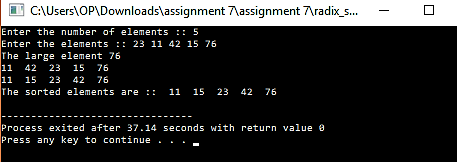 C:\Users\OP\Downloads\assignment 7\assignment 7\radix_s
Enter the number of elements :: 5
Enter the elements :: 23 11 42 15 76
The large element 76
11  42  23  15  76
11  15  23  42  76
The sorted elements are ::  11  15  23  42  76
--------------------------------
Process exited after 37.14 seconds with return value 0
Press any key to continue . . .